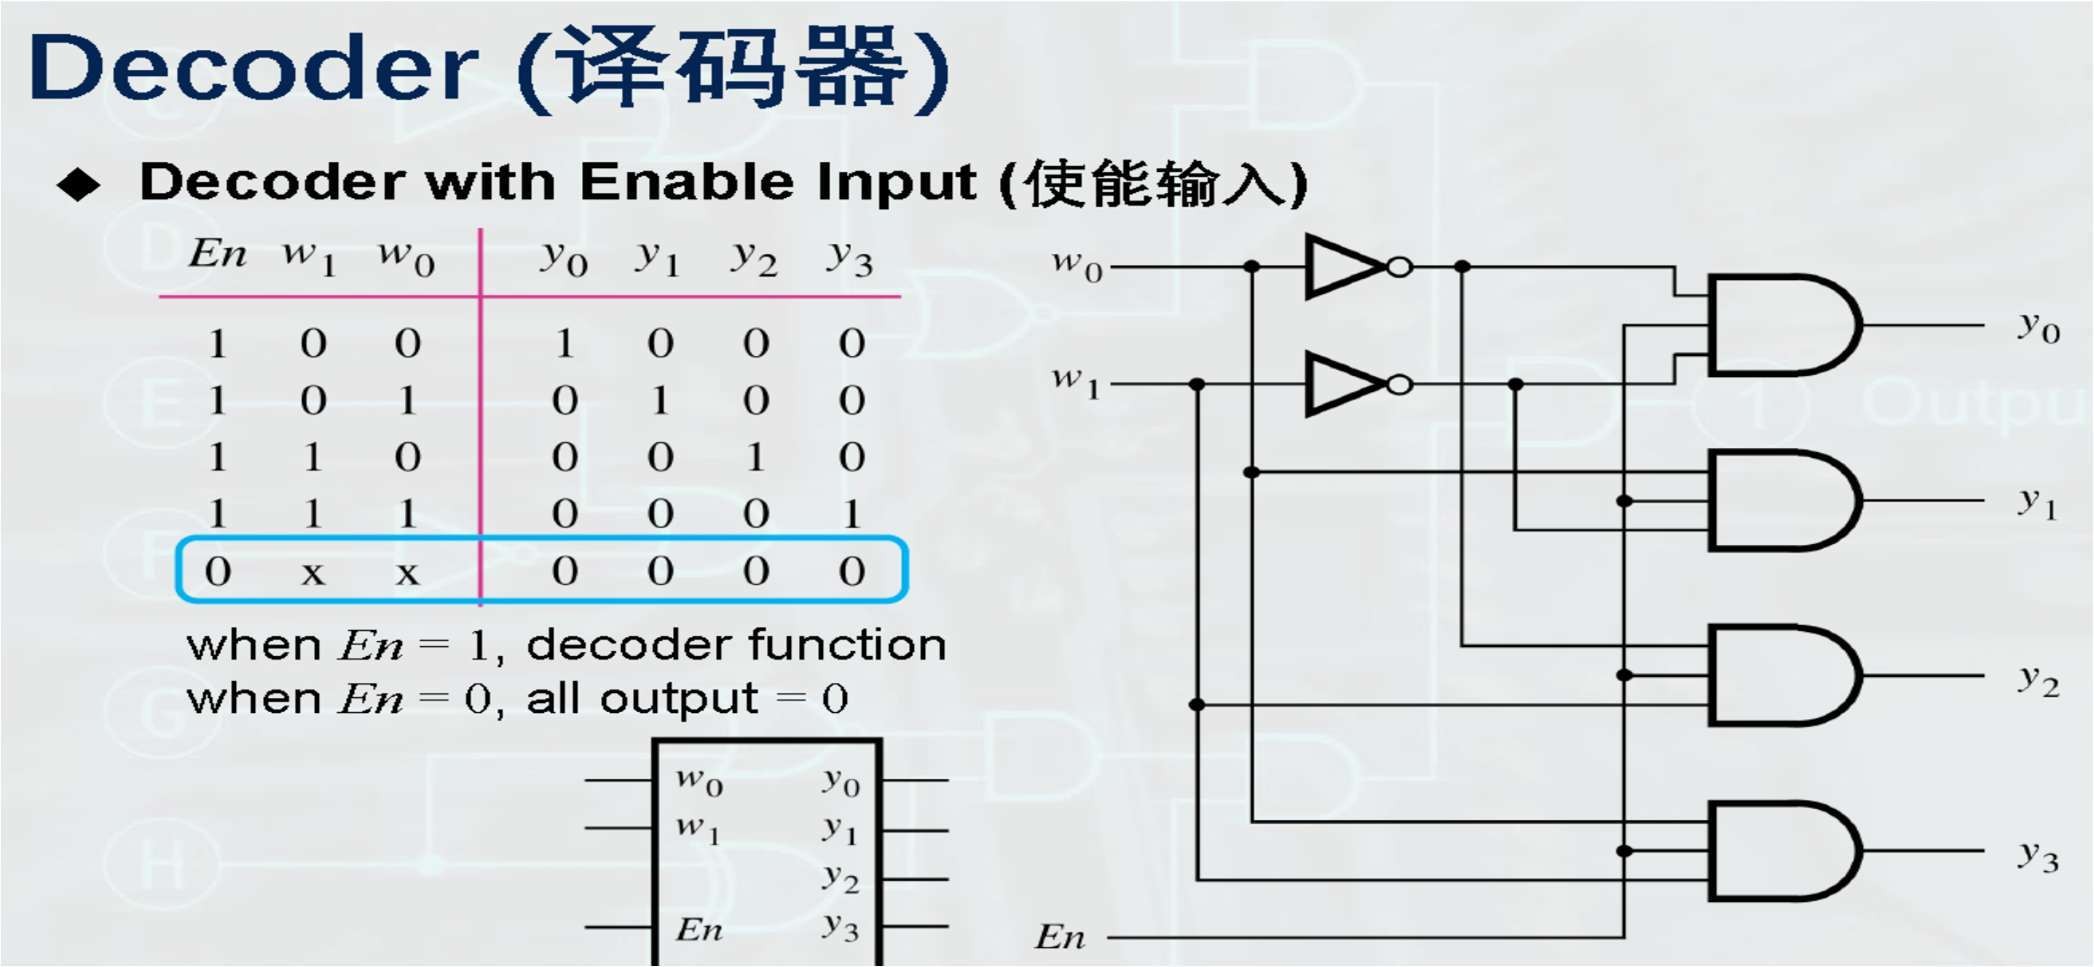 Decoder (译码器)
◆ Decoder with Enable Input (使能输入)
En w1 w0 y0 y1 y2 y3
1 0 0 1 0 0 0
1 0 1 0 1 0 0
1 1 0 0 0 1 0
1 1 1 0 0 0 1
0 x x 0 0 0 0
when En = 1, decoder function
when En = 0, all output = 0
w0 y0
w1 y1
y2
En y3
w0
w1
En
y0
y1
y2
y3
C
D
E
F
G
H
1 Outpu